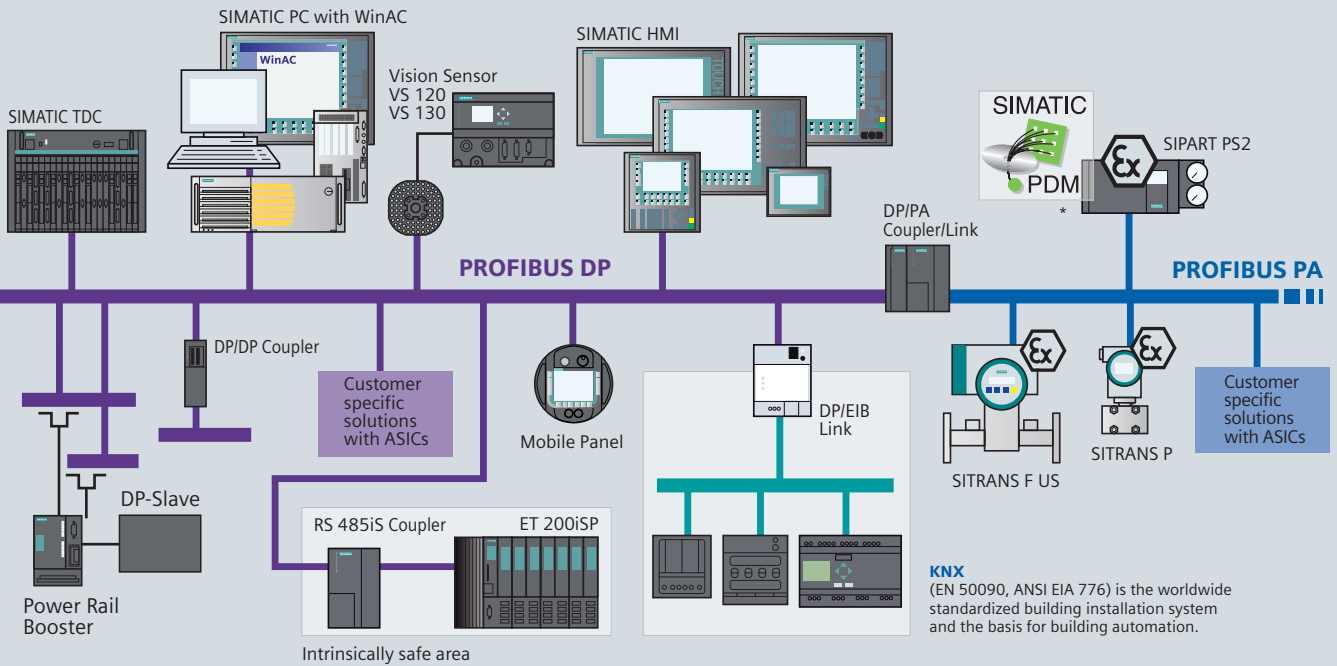 SIMATIC PC with WinAC
WinAC
SIMATIC HMI
Vision Sensor
VS 120
VS 130
SIMATIC TDC
SIMATIC
PDM
*
Ex
SIPART PS2
DP/PA
Coupler/Link
PROFIBUS DP
PROFIBUS PA
DP/DP Coupler
Customer
specific
solutions
with ASICs
Mobile Panel
DP/EIB
Link
Ex
SITRANS F US
Ex
SITRANS P
Customer
specific
solutions
with ASICs
DP-Slave
Power Rail
Booster
RS 485iS Coupler
ET 200iSP
Intrinsically safe area
KNX
(EN 50090, ANSI EIA 776) is the worldwide
standardized building installation system
and the basis for building automation.